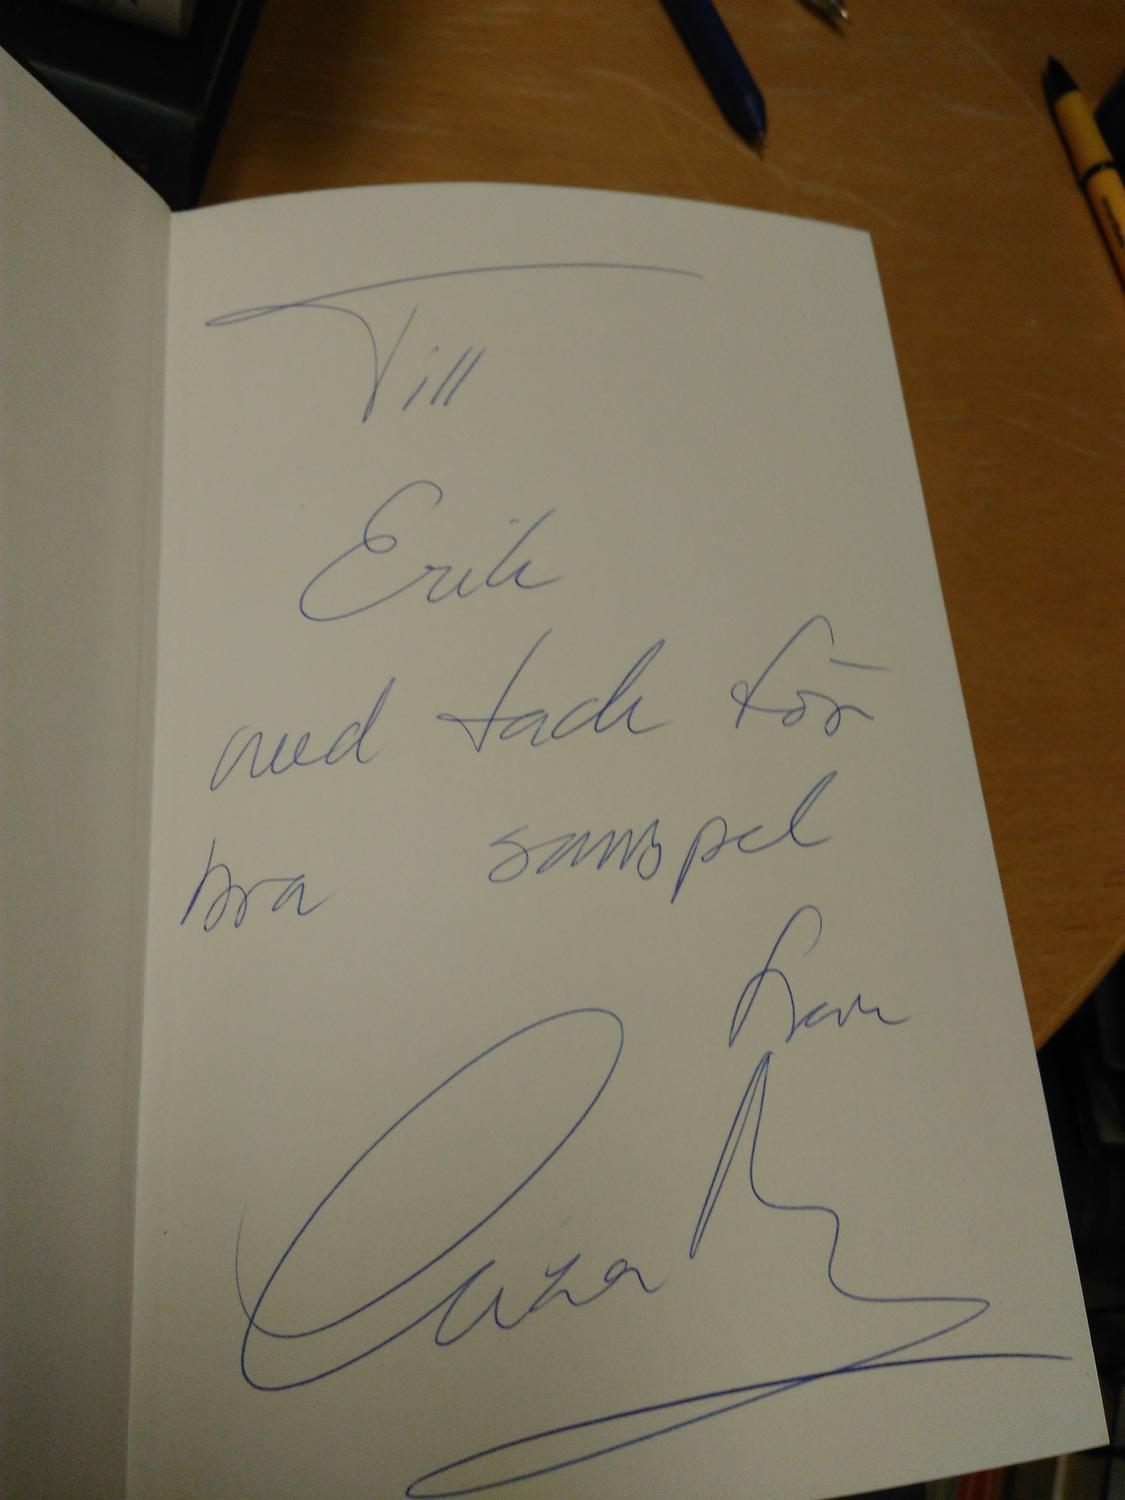 Till
Erik
med tack för
bra samspel
från